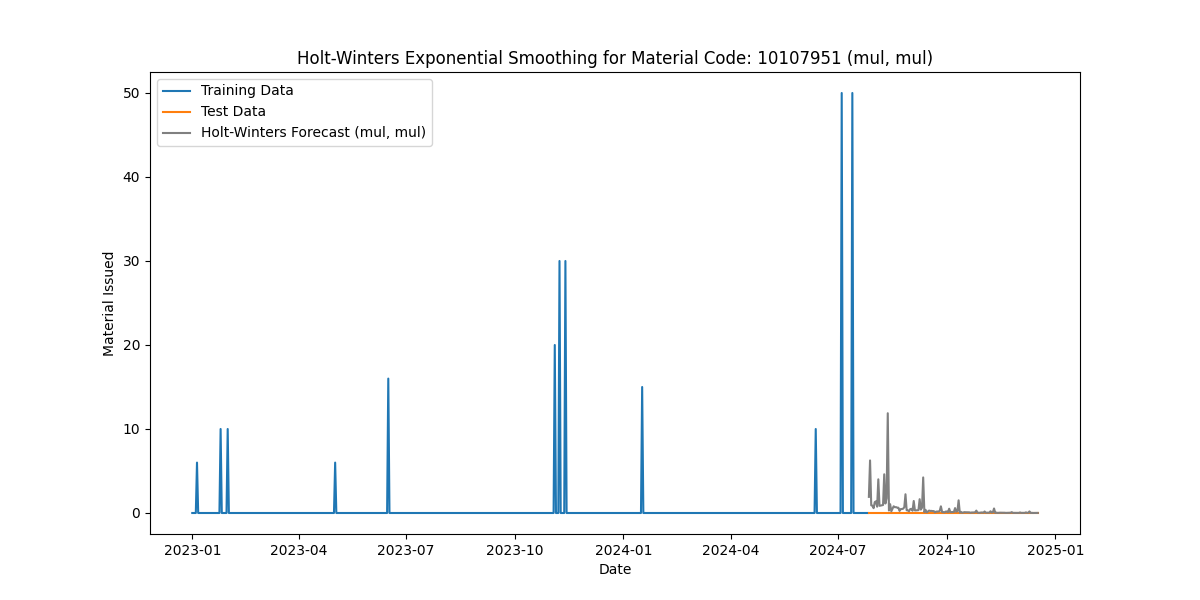 Holt-Winters Exponential Smoothing for Material Code: 10107951 (mul, mul)
Training Data
Test Data
Holt-Winters Forecast (mul, mul)
Material Issued
50
40
30
20
10
0
2023-01 2023-04 2023-07 2023-10 2024-01 2024-04 2024-07 2024-10 2025-01
Date